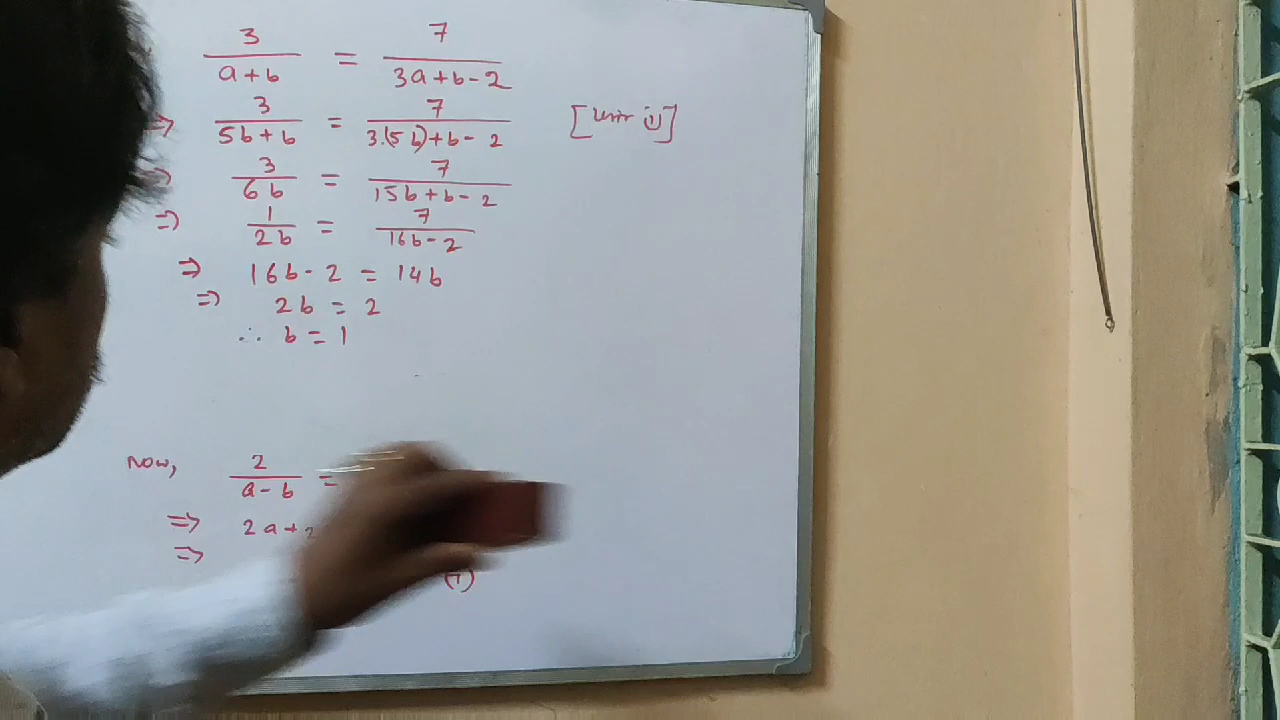 3/(a+b) = 7/(3a+b-2)
⇒ 3/(5b+b) = 7/(3.(5b)+b-2) [ (i)]
⇒ 3/(6b) = 7/(15b+b-2)
⇒ 1/(2b) = 7/(16b-2)
⇒ 16b-2 = 14b
⇒ 2b = 2
∴ b = 1
Now, 2/(a-b) =
⇒ 2a+2
⇒